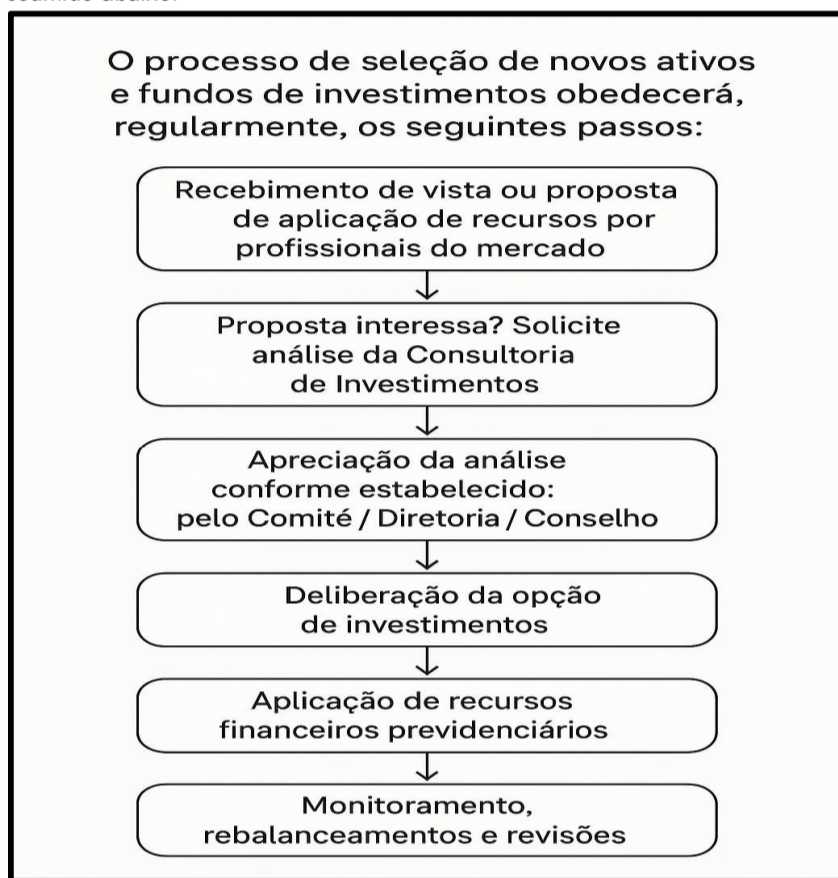 O processo de seleção de novos ativos
e fundos de investimentos obedecerá,
regularmente, os seguintes passos:
Recebimento de vista ou proposta
de aplicação de recursos por
profissionais do mercado
Proposta interessa? Solicite
análise da Consultoria
de Investimentos
Apreciação da análise
conforme estabelecido:
pelo Comité / Diretoria / Conselho
Deliberação da opção
de investimentos
Aplicação de recursos
financeiros previdenciários
Monitoramento,
rebalanceamentos e revisões